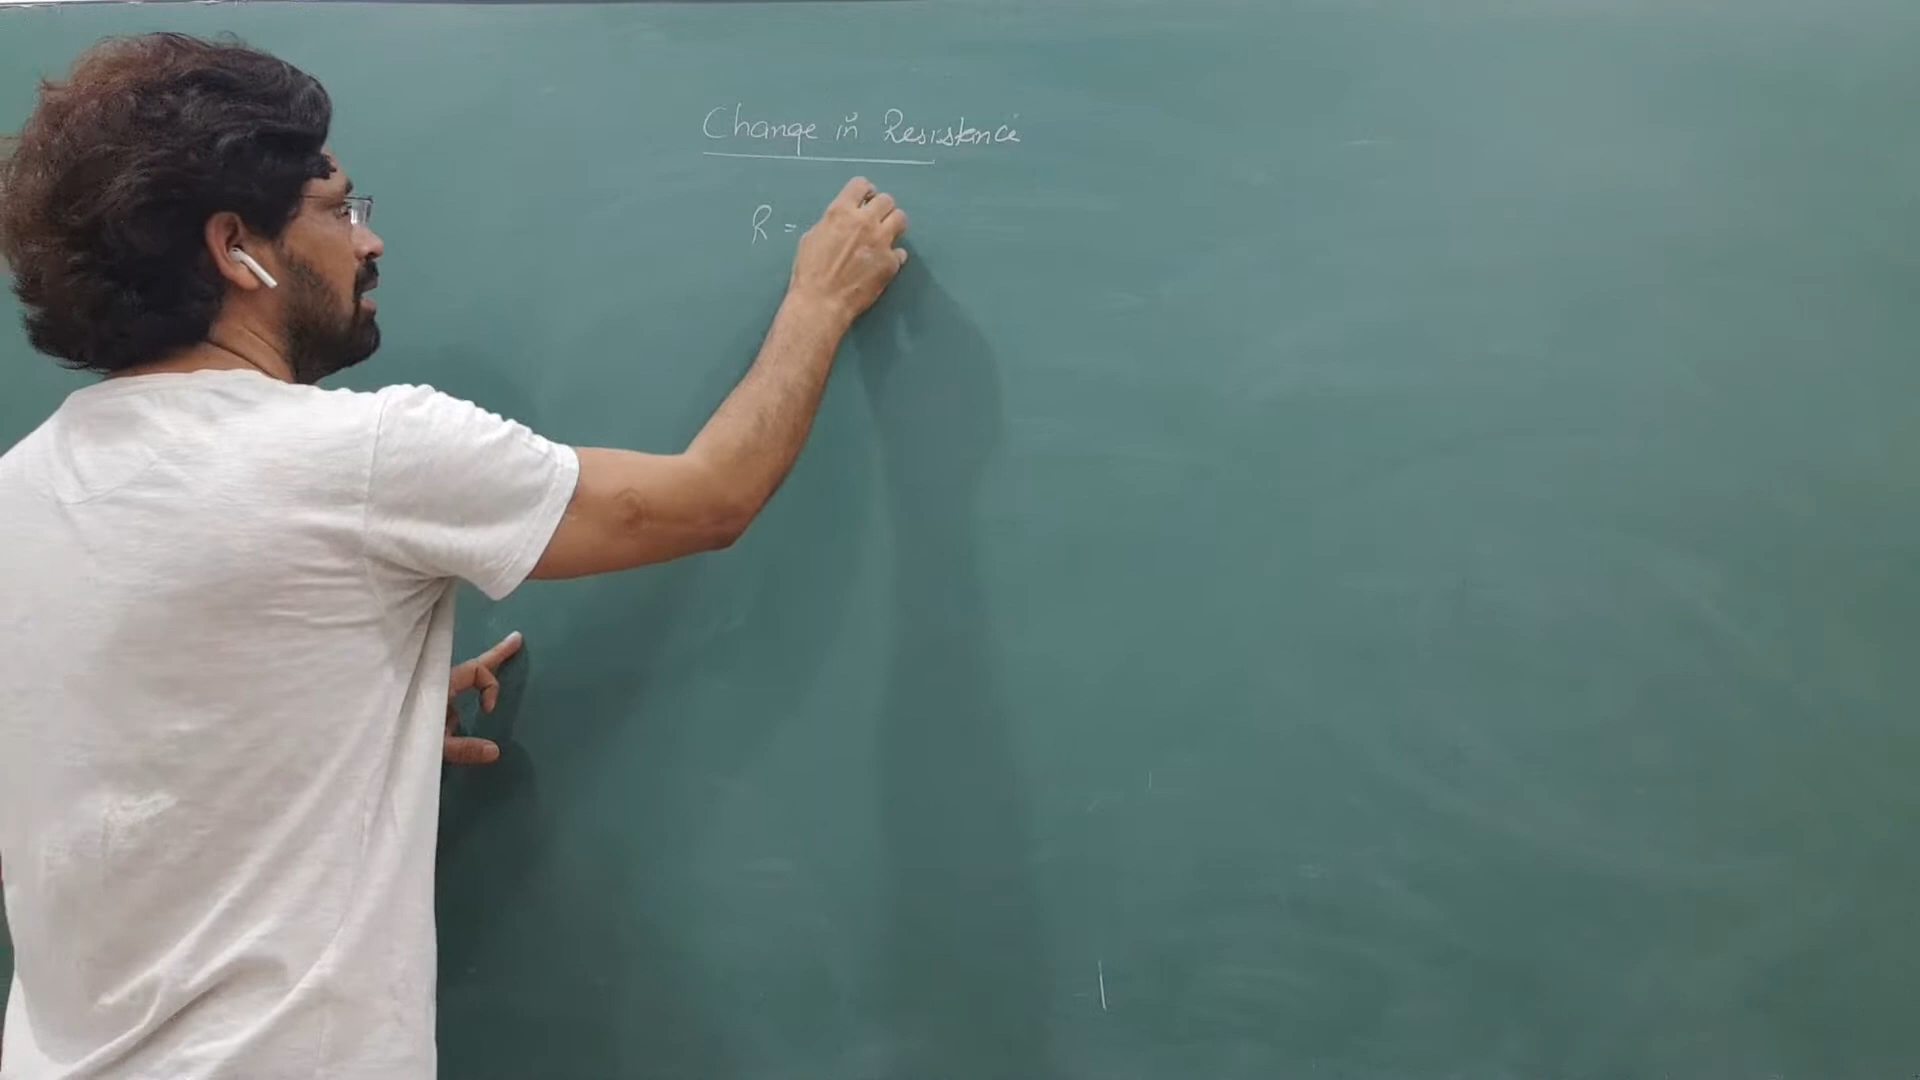 Change in Resistance
R =